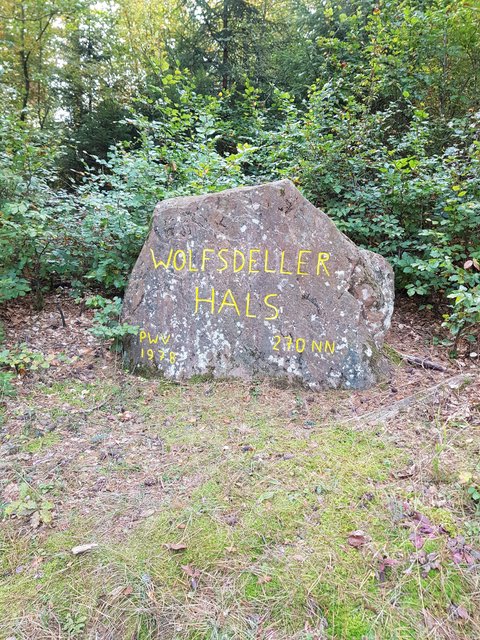 WOLFSDELLER
HALS
PWV 270 NN
1978